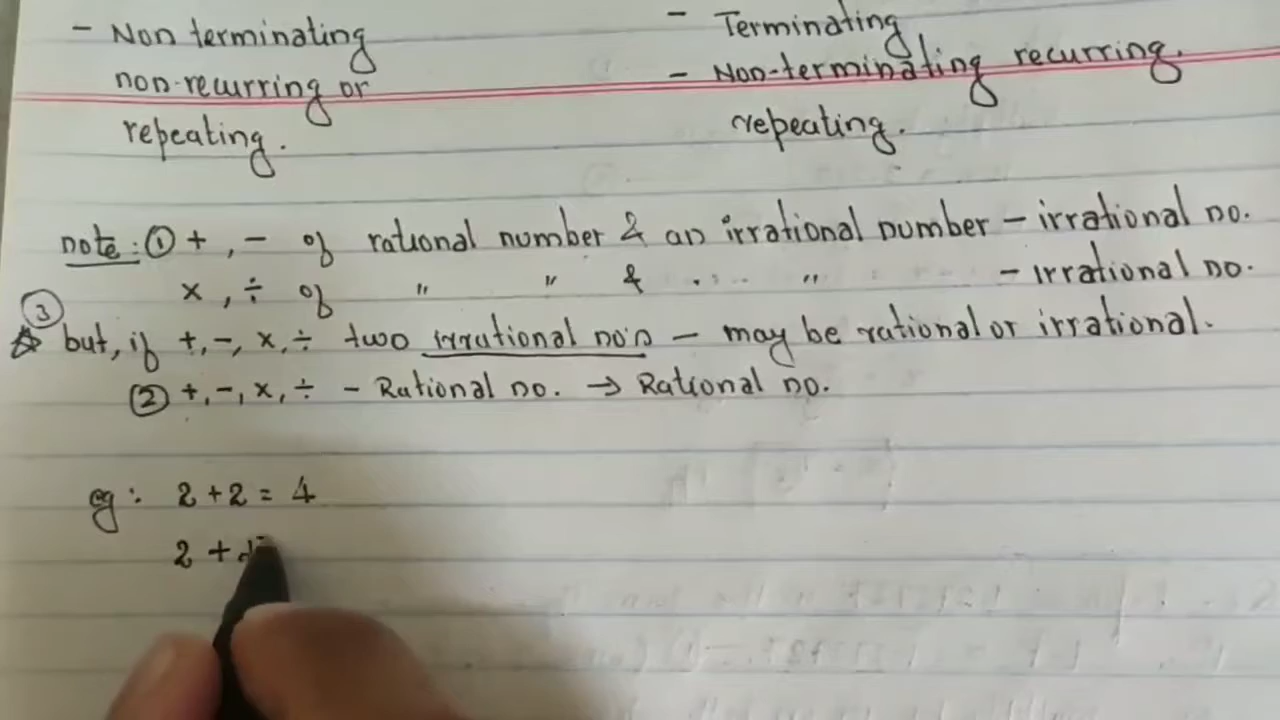 - Non terminating
non-recurring or
repeating.
- Terminating
- Non-terminating recurring.
repeating.
note: ① +, - of rational number & an irrational number - irrational no.
x, ÷ of " " & " - irrational no.
③ but, if +, -, x, ÷ two irrational no's - may be rational or irrational.
② +, -, x, ÷ - Rational no. → Rational no.
eg: 2 + 2 = 4
2 +